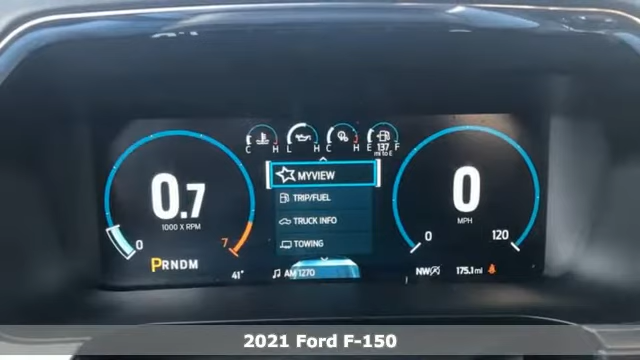 C H L H C H E 137 F
mi to E
MYVIEW
TRIP/FUEL
TRUCK INFO
TOWING
0.7
1000 X RPM
0 7
PRNDM
41°
AM 1270
0
MPH
0 120
NW 175.1 mi
2021 Ford F-150